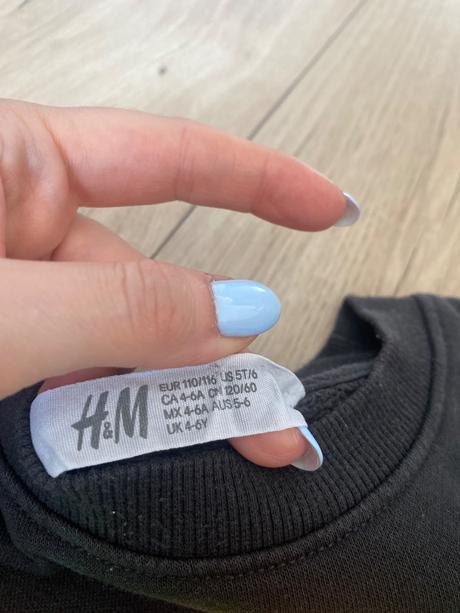 H&M
EUR 110/116 US 5T/6
CA 4-6A CN 120/60
MX 4-6A AUS 5-6
UK 4-6Y